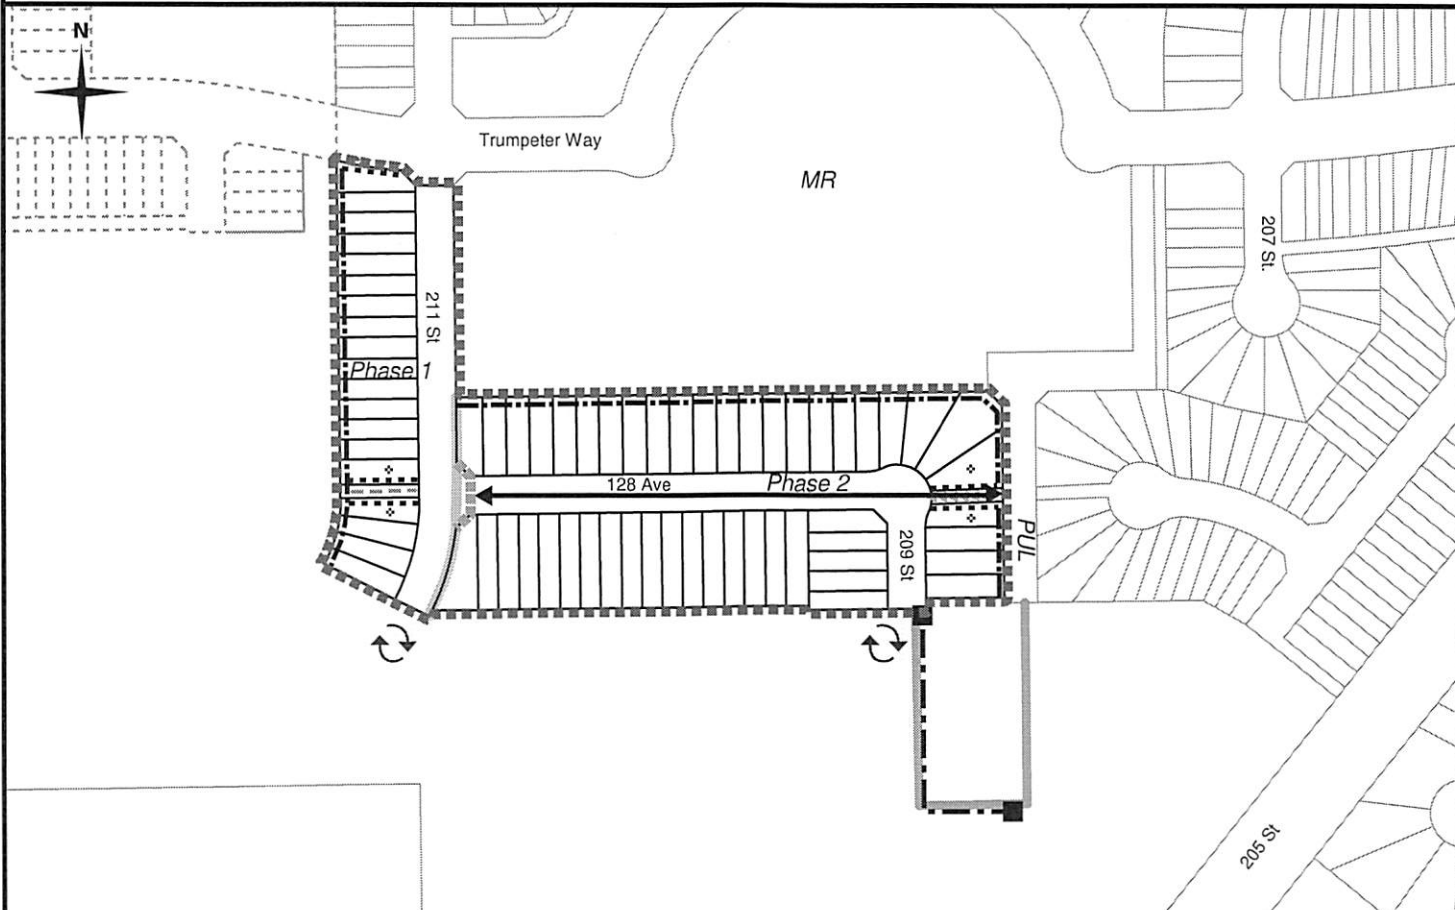 N
Trumpeter Way
MR
207 St.
211 St
Phase 1
128 Ave
Phase 2
209 St
PUL
205 St